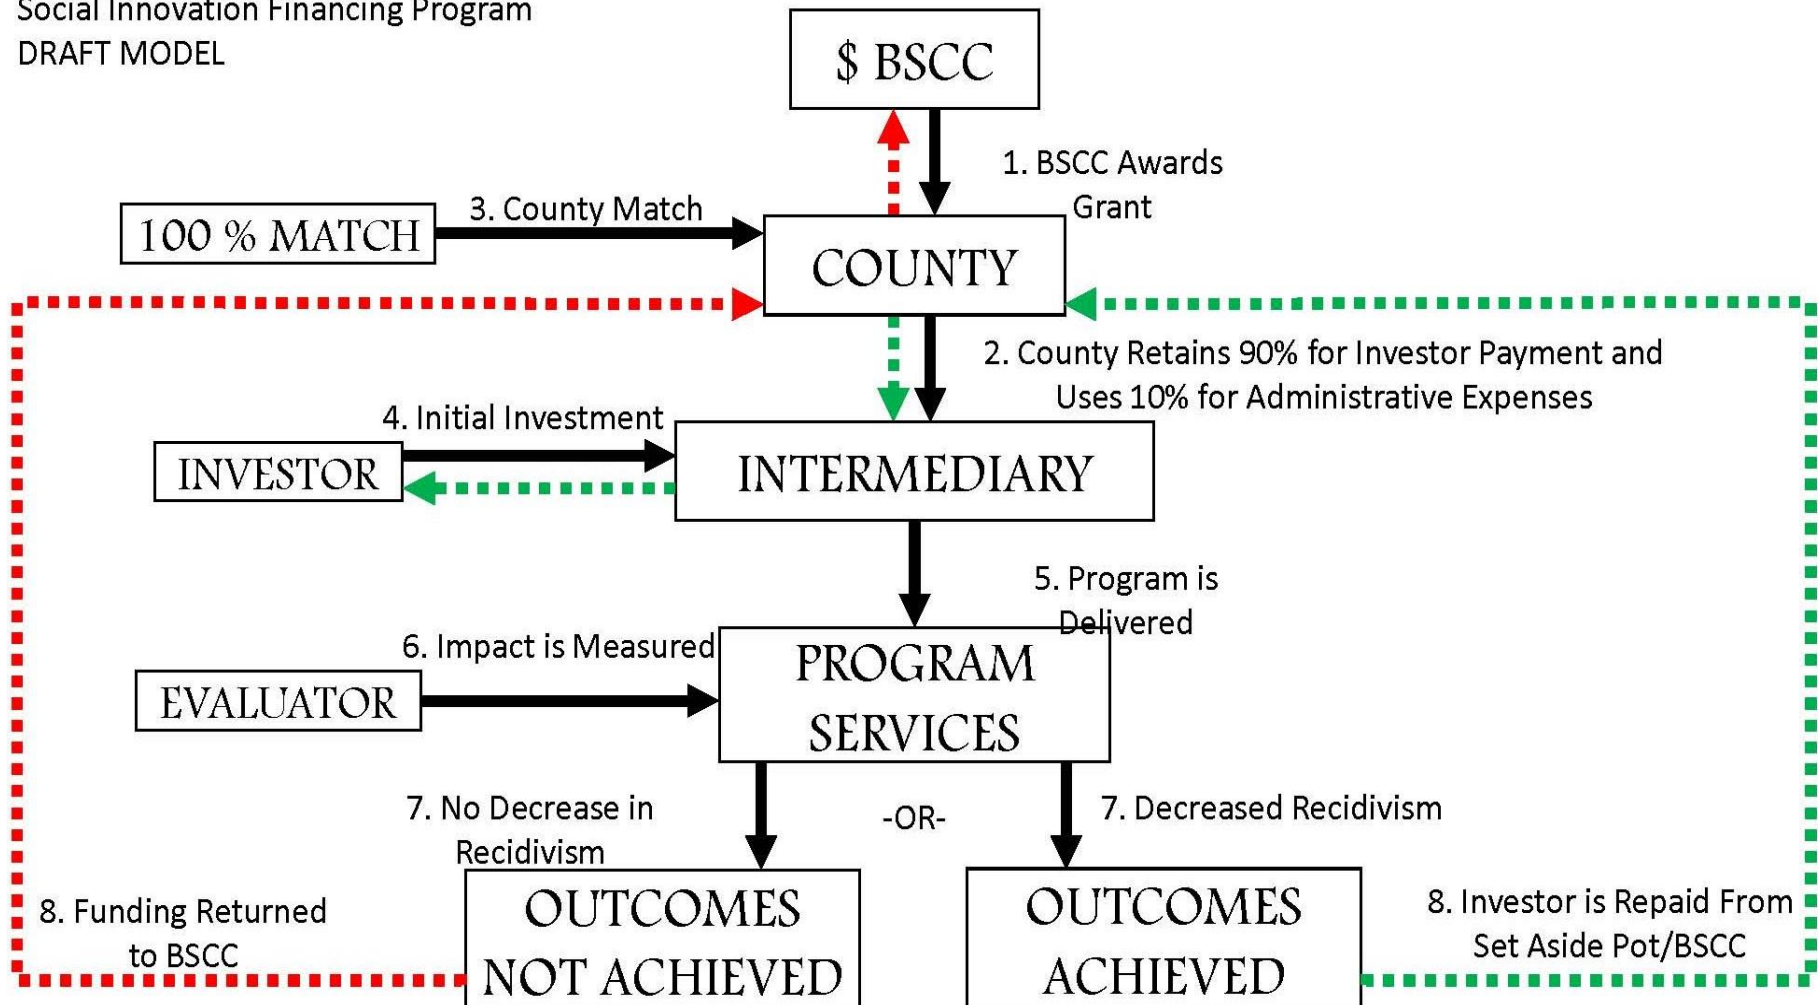 Social Innovation Financing Program
DRAFT MODEL
$ BSCC
1. BSCC Awards
Grant
3. County Match
100 % MATCH
COUNTY
2. County Retains 90% for Investor Payment and
Uses 10% for Administrative Expenses
4. Initial Investment
INVESTOR
INTERMEDIARY
5. Program is
Delivered
6. Impact is Measured
EVALUATOR
PROGRAM
SERVICES
7. No Decrease in
Recidivism
-OR-
7. Decreased Recidivism
8. Funding Returned
to BSCC
OUTCOMES
NOT ACHIEVED
OUTCOMES
ACHIEVED
8. Investor is Repaid From
Set Aside Pot/BSCC